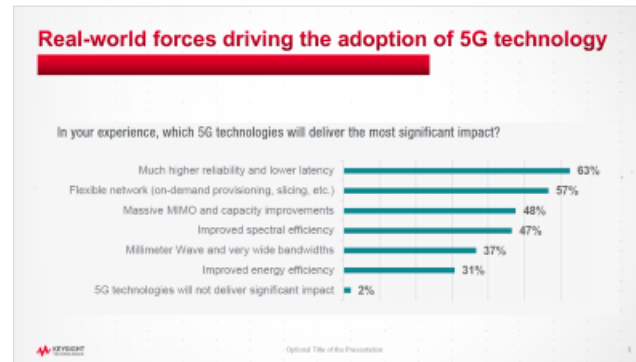 Real-world forces driving the adoption of 5G technology
In your experience, which 5G technologies will deliver the most significant impact?
Much higher reliability and lower latency 63%
Flexible network (on-demand provisioning, slicing, etc.) 57%
Massive MIMO and capacity improvements 48%
Improved spectral efficiency 47%
Millimeter Wave and very wide bandwidths 37%
Improved energy efficiency 31%
5G technologies will not deliver significant impact 2%
KEYSIGHT
TECHNOLOGIES
Optional Title of the Presentation